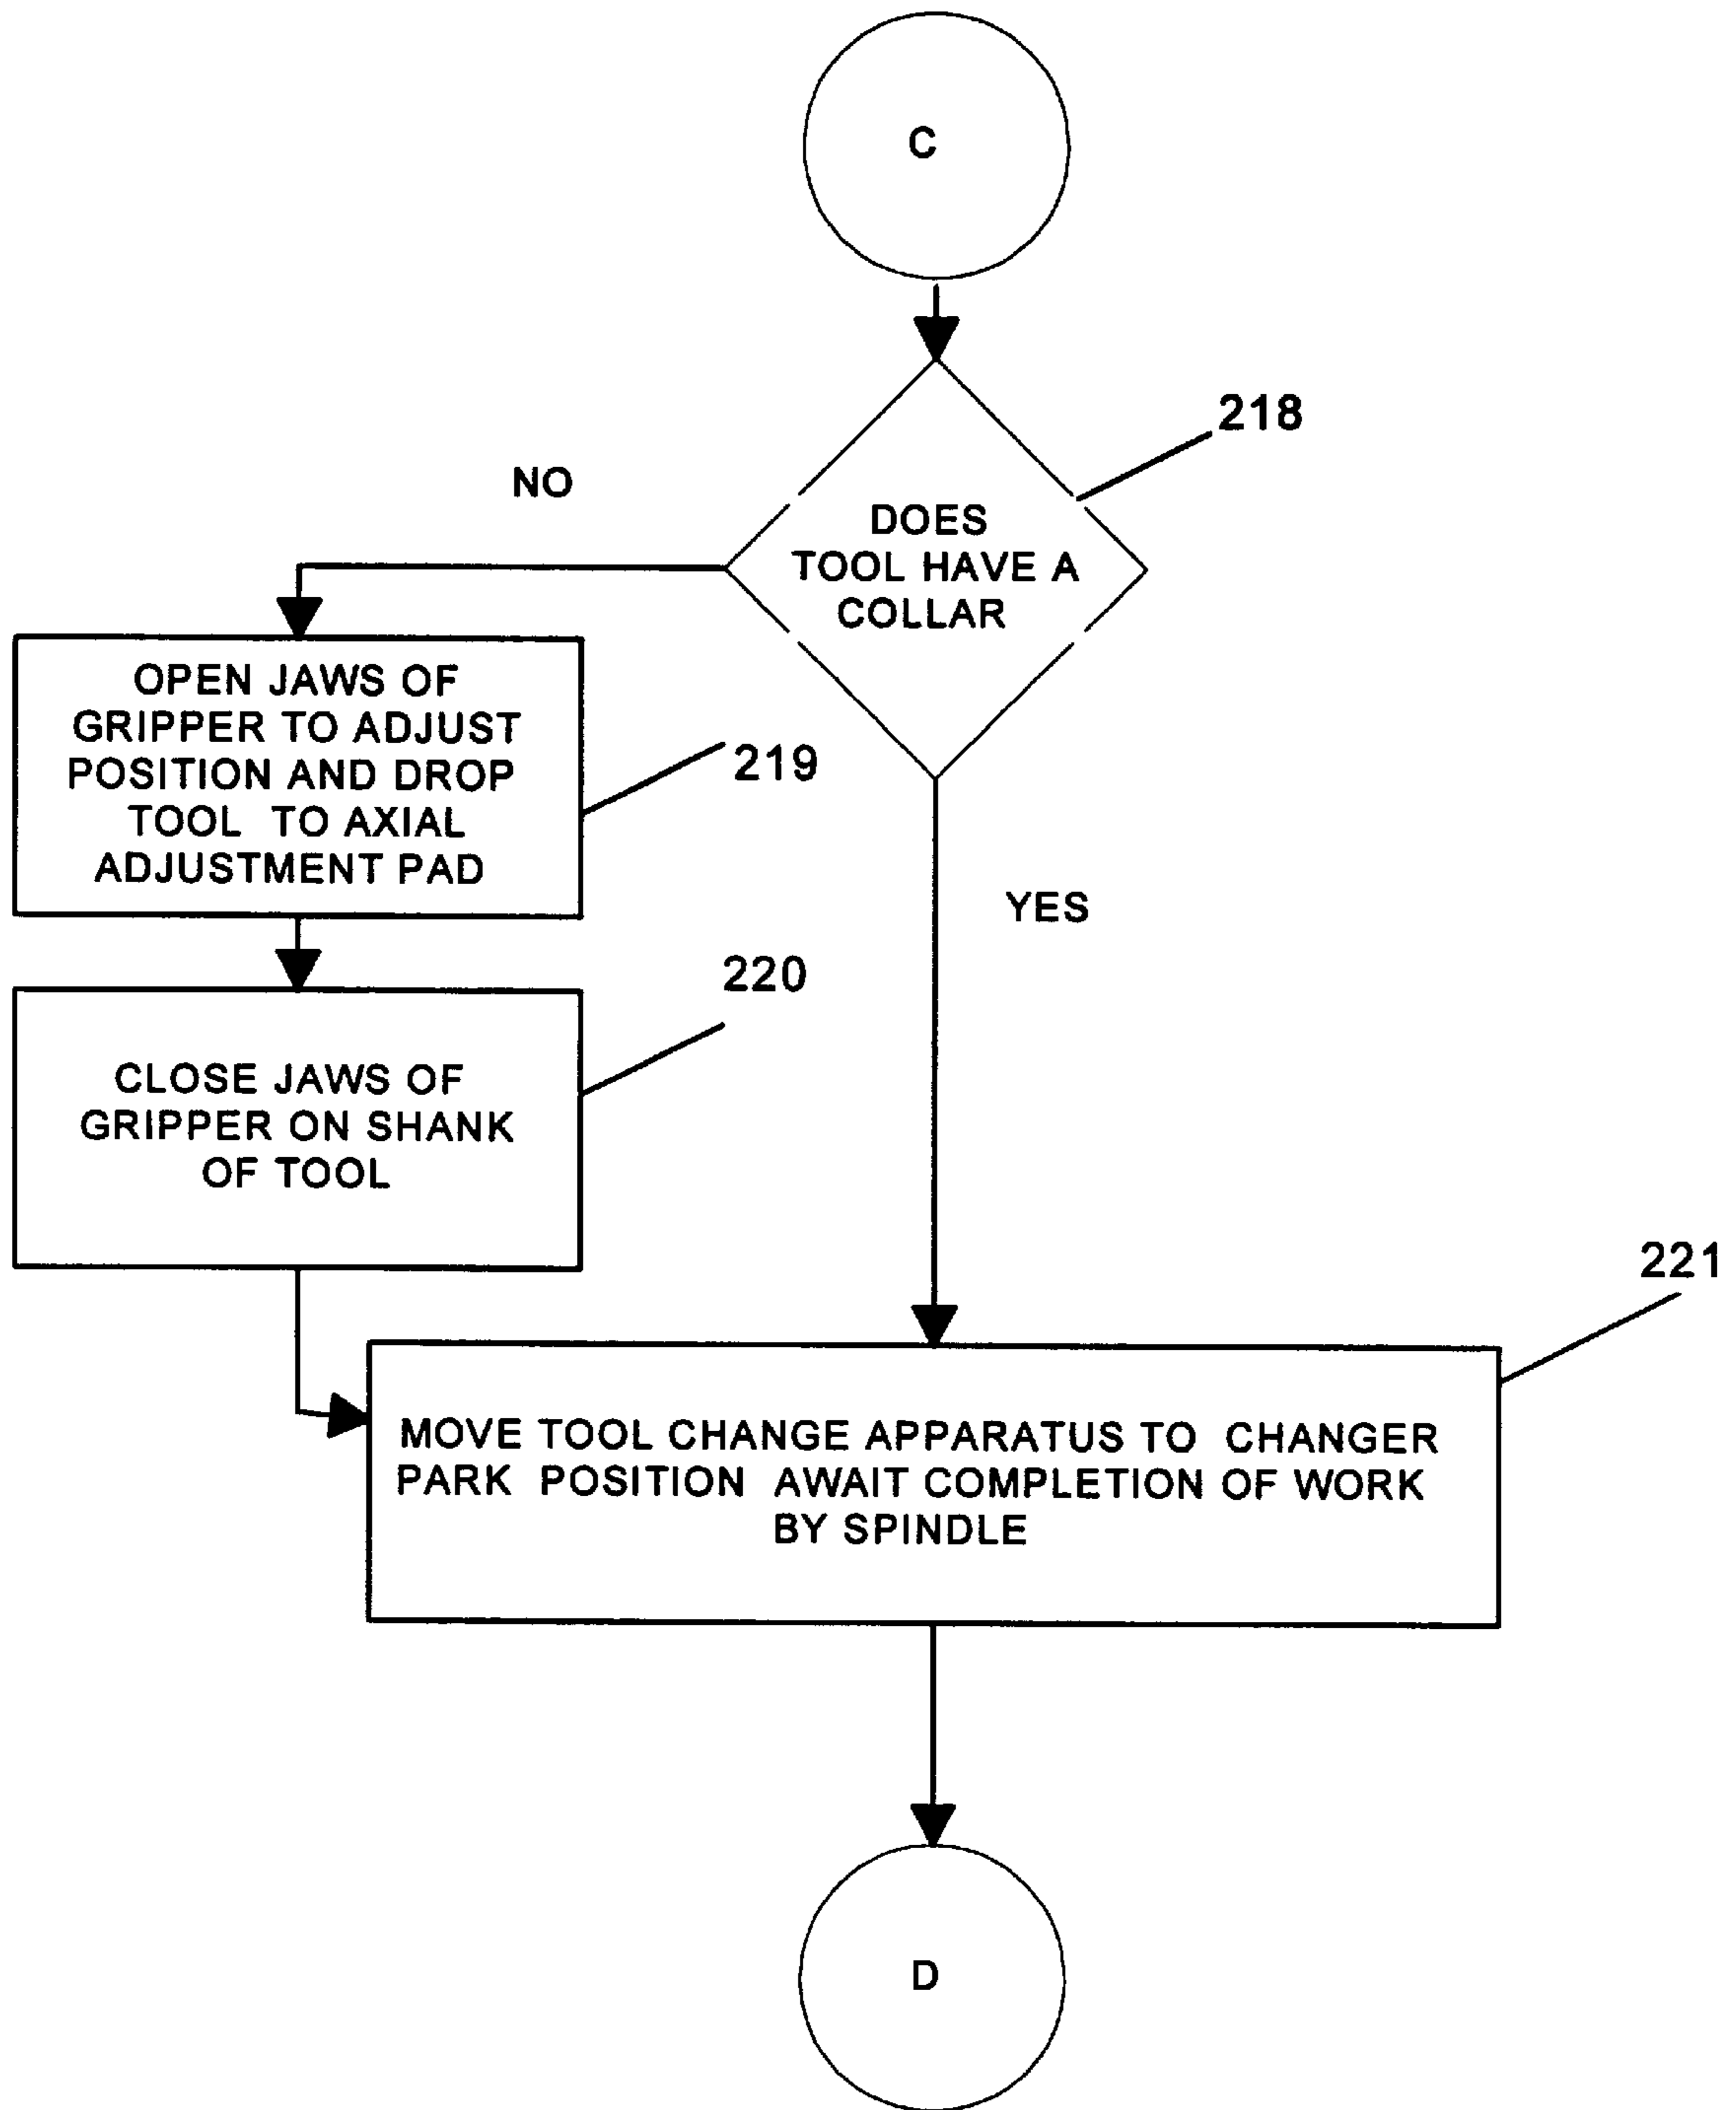 C
218
NO
DOES
TOOL HAVE A
COLLAR
OPEN JAWS OF
GRIPPER TO ADJUST
POSITION AND DROP
TOOL TO AXIAL
ADJUSTMENT PAD
219
YES
220
CLOSE JAWS OF
GRIPPER ON SHANK
OF TOOL
221
MOVE TOOL CHANGE APPARATUS TO CHANGER
PARK POSITION AWAIT COMPLETION OF WORK
BY SPINDLE
D